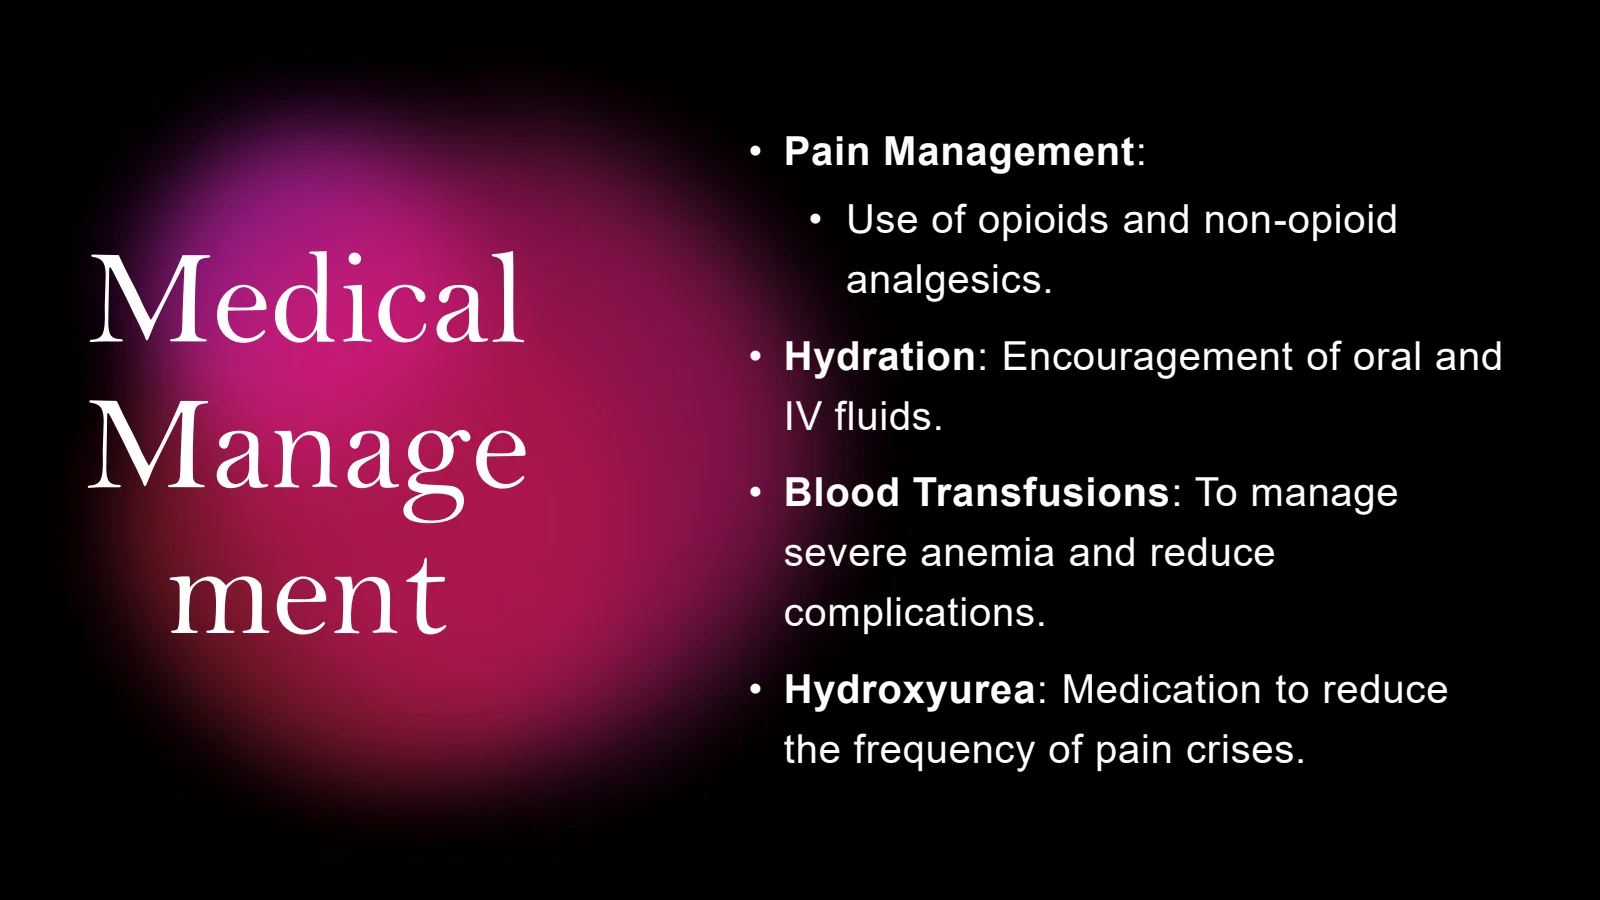 Medical
Manage
ment
• Pain Management:
• Use of opioids and non-opioid
analgesics.
• Hydration: Encouragement of oral and
IV fluids.
• Blood Transfusions: To manage
severe anemia and reduce
complications.
• Hydroxyurea: Medication to reduce
the frequency of pain crises.